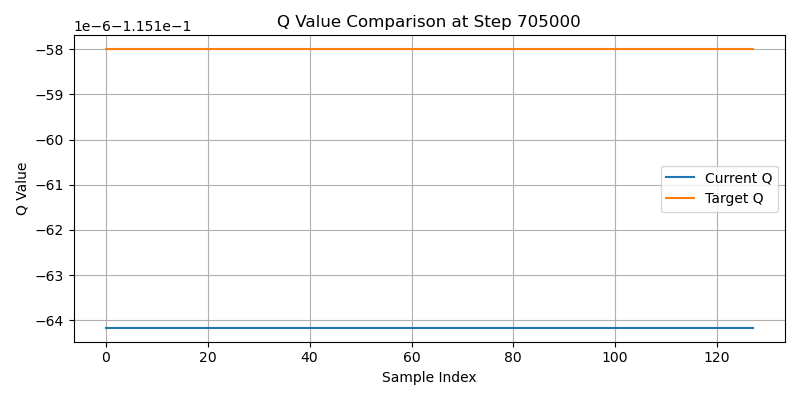 Q Value Comparison at Step 705000
1e−6−1.151e−1
−58
−59
−60
−61
−62
−63
−64
Q Value
Current Q
Target Q
0
20
40
60
80
100
120
Sample Index